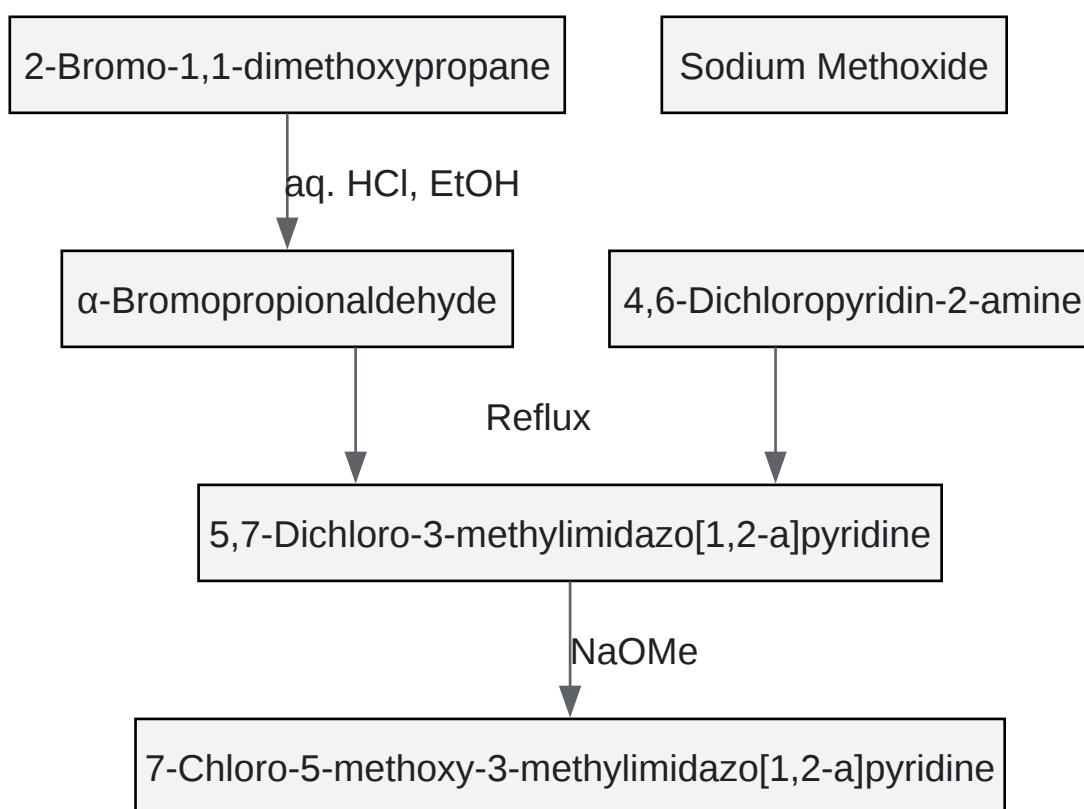 2-Bromo-1,1-dimethoxypropane
Sodium Methoxide
aq. HCl, EtOH
α-Bromopropionaldehyde
4,6-Dichloropyridin-2-amine
Reflux
5,7-Dichloro-3-methylimidazo[1,2-a]pyridine
NaOMe
7-Chloro-5-methoxy-3-methylimidazo[1,2-a]pyridine